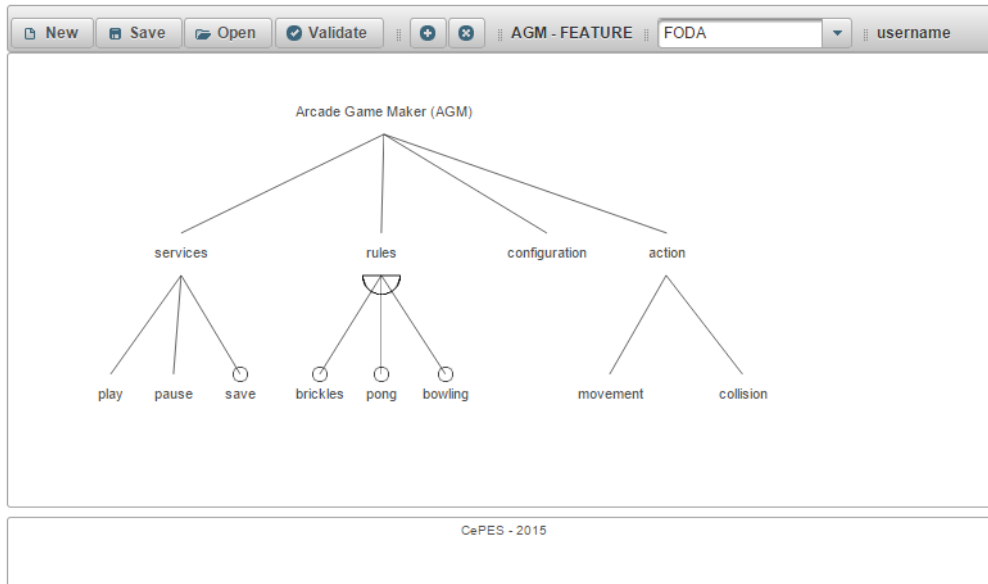 New Save Open Validate AGM - FEATURE FODA username
Arcade Game Maker (AGM)
services rules configuration action
play pause save brickles pong bowling movement collision
CePES - 2015